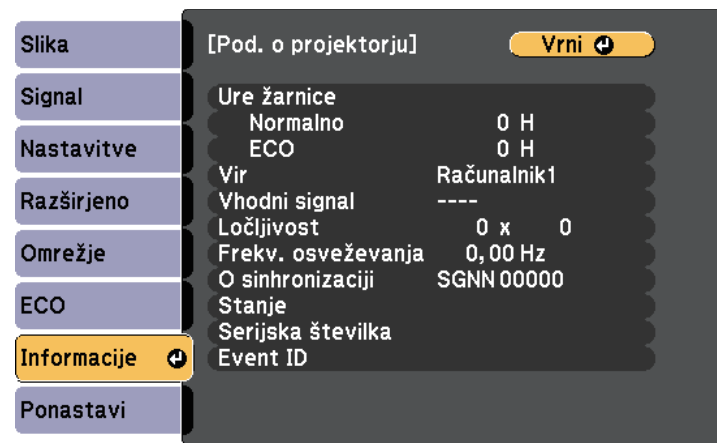 Slika
Signal
Nastavitve
Razširjeno
Omrežje
ECO
Informacije
Ponastavi
[Pod. o projektorju] Vrni
Ure žarnice
Normalno 0 H
ECO 0 H
Vir Računalnik1
Vhodni signal ----
Ločljivost 0 x 0
Frekv. osveževanja 0,00 Hz
O sinhronizaciji SGNN 00000
Stanje
Serijska številka
Event ID